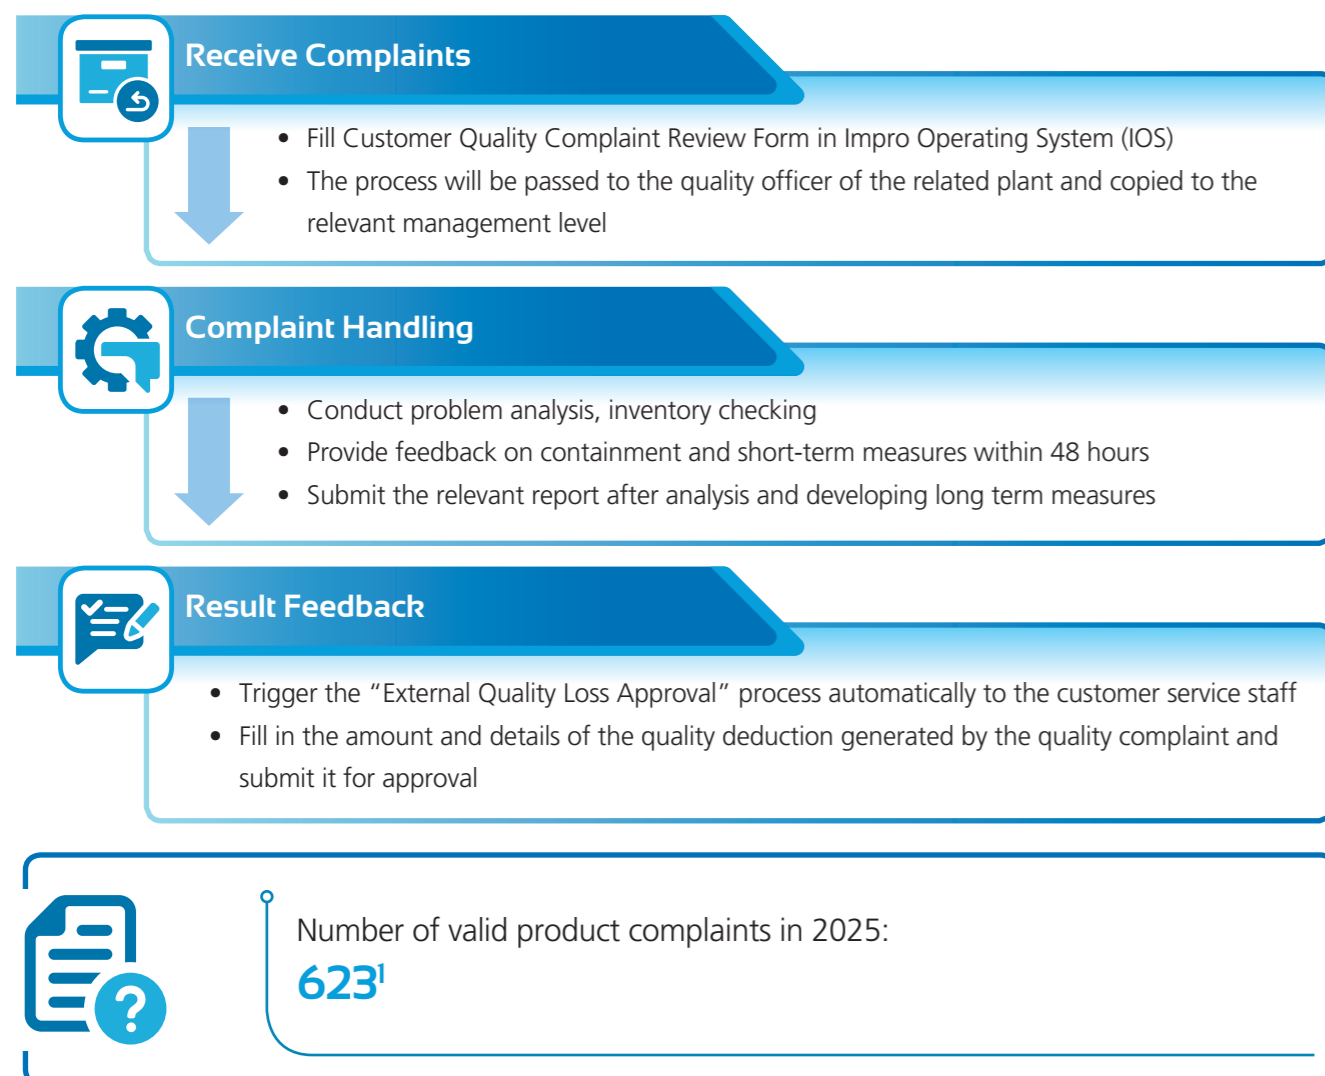 Receive Complaints
• Fill Customer Quality Complaint Review Form in Impro Operating System (IOS)
• The process will be passed to the quality officer of the related plant and copied to the
relevant management level
Complaint Handling
• Conduct problem analysis, inventory checking
• Provide feedback on containment and short-term measures within 48 hours
• Submit the relevant report after analysis and developing long term measures
Result Feedback
• Trigger the “External Quality Loss Approval” process automatically to the customer service staff
• Fill in the amount and details of the quality deduction generated by the quality complaint and
submit it for approval
Number of valid product complaints in 2025:
623¹